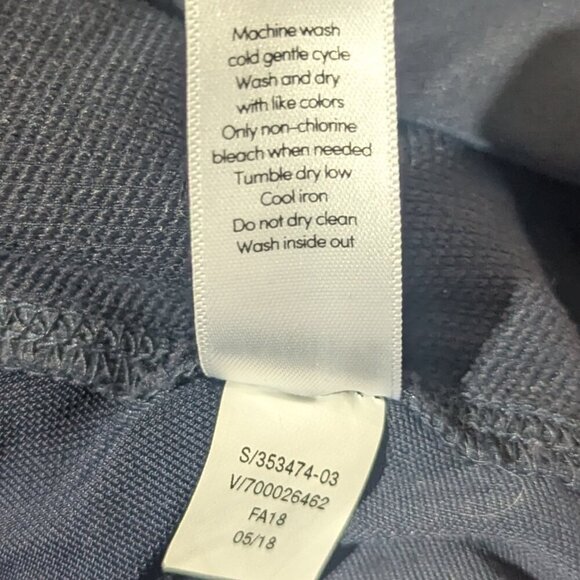 Machine wash
cold gentle cycle
Wash and dry
with like colors
Only non-chlorine
bleach when needed
Tumble dry low
Cool iron
Do not dry clean
Wash inside out
S/353474-03
V/700026462
FA18
05/18